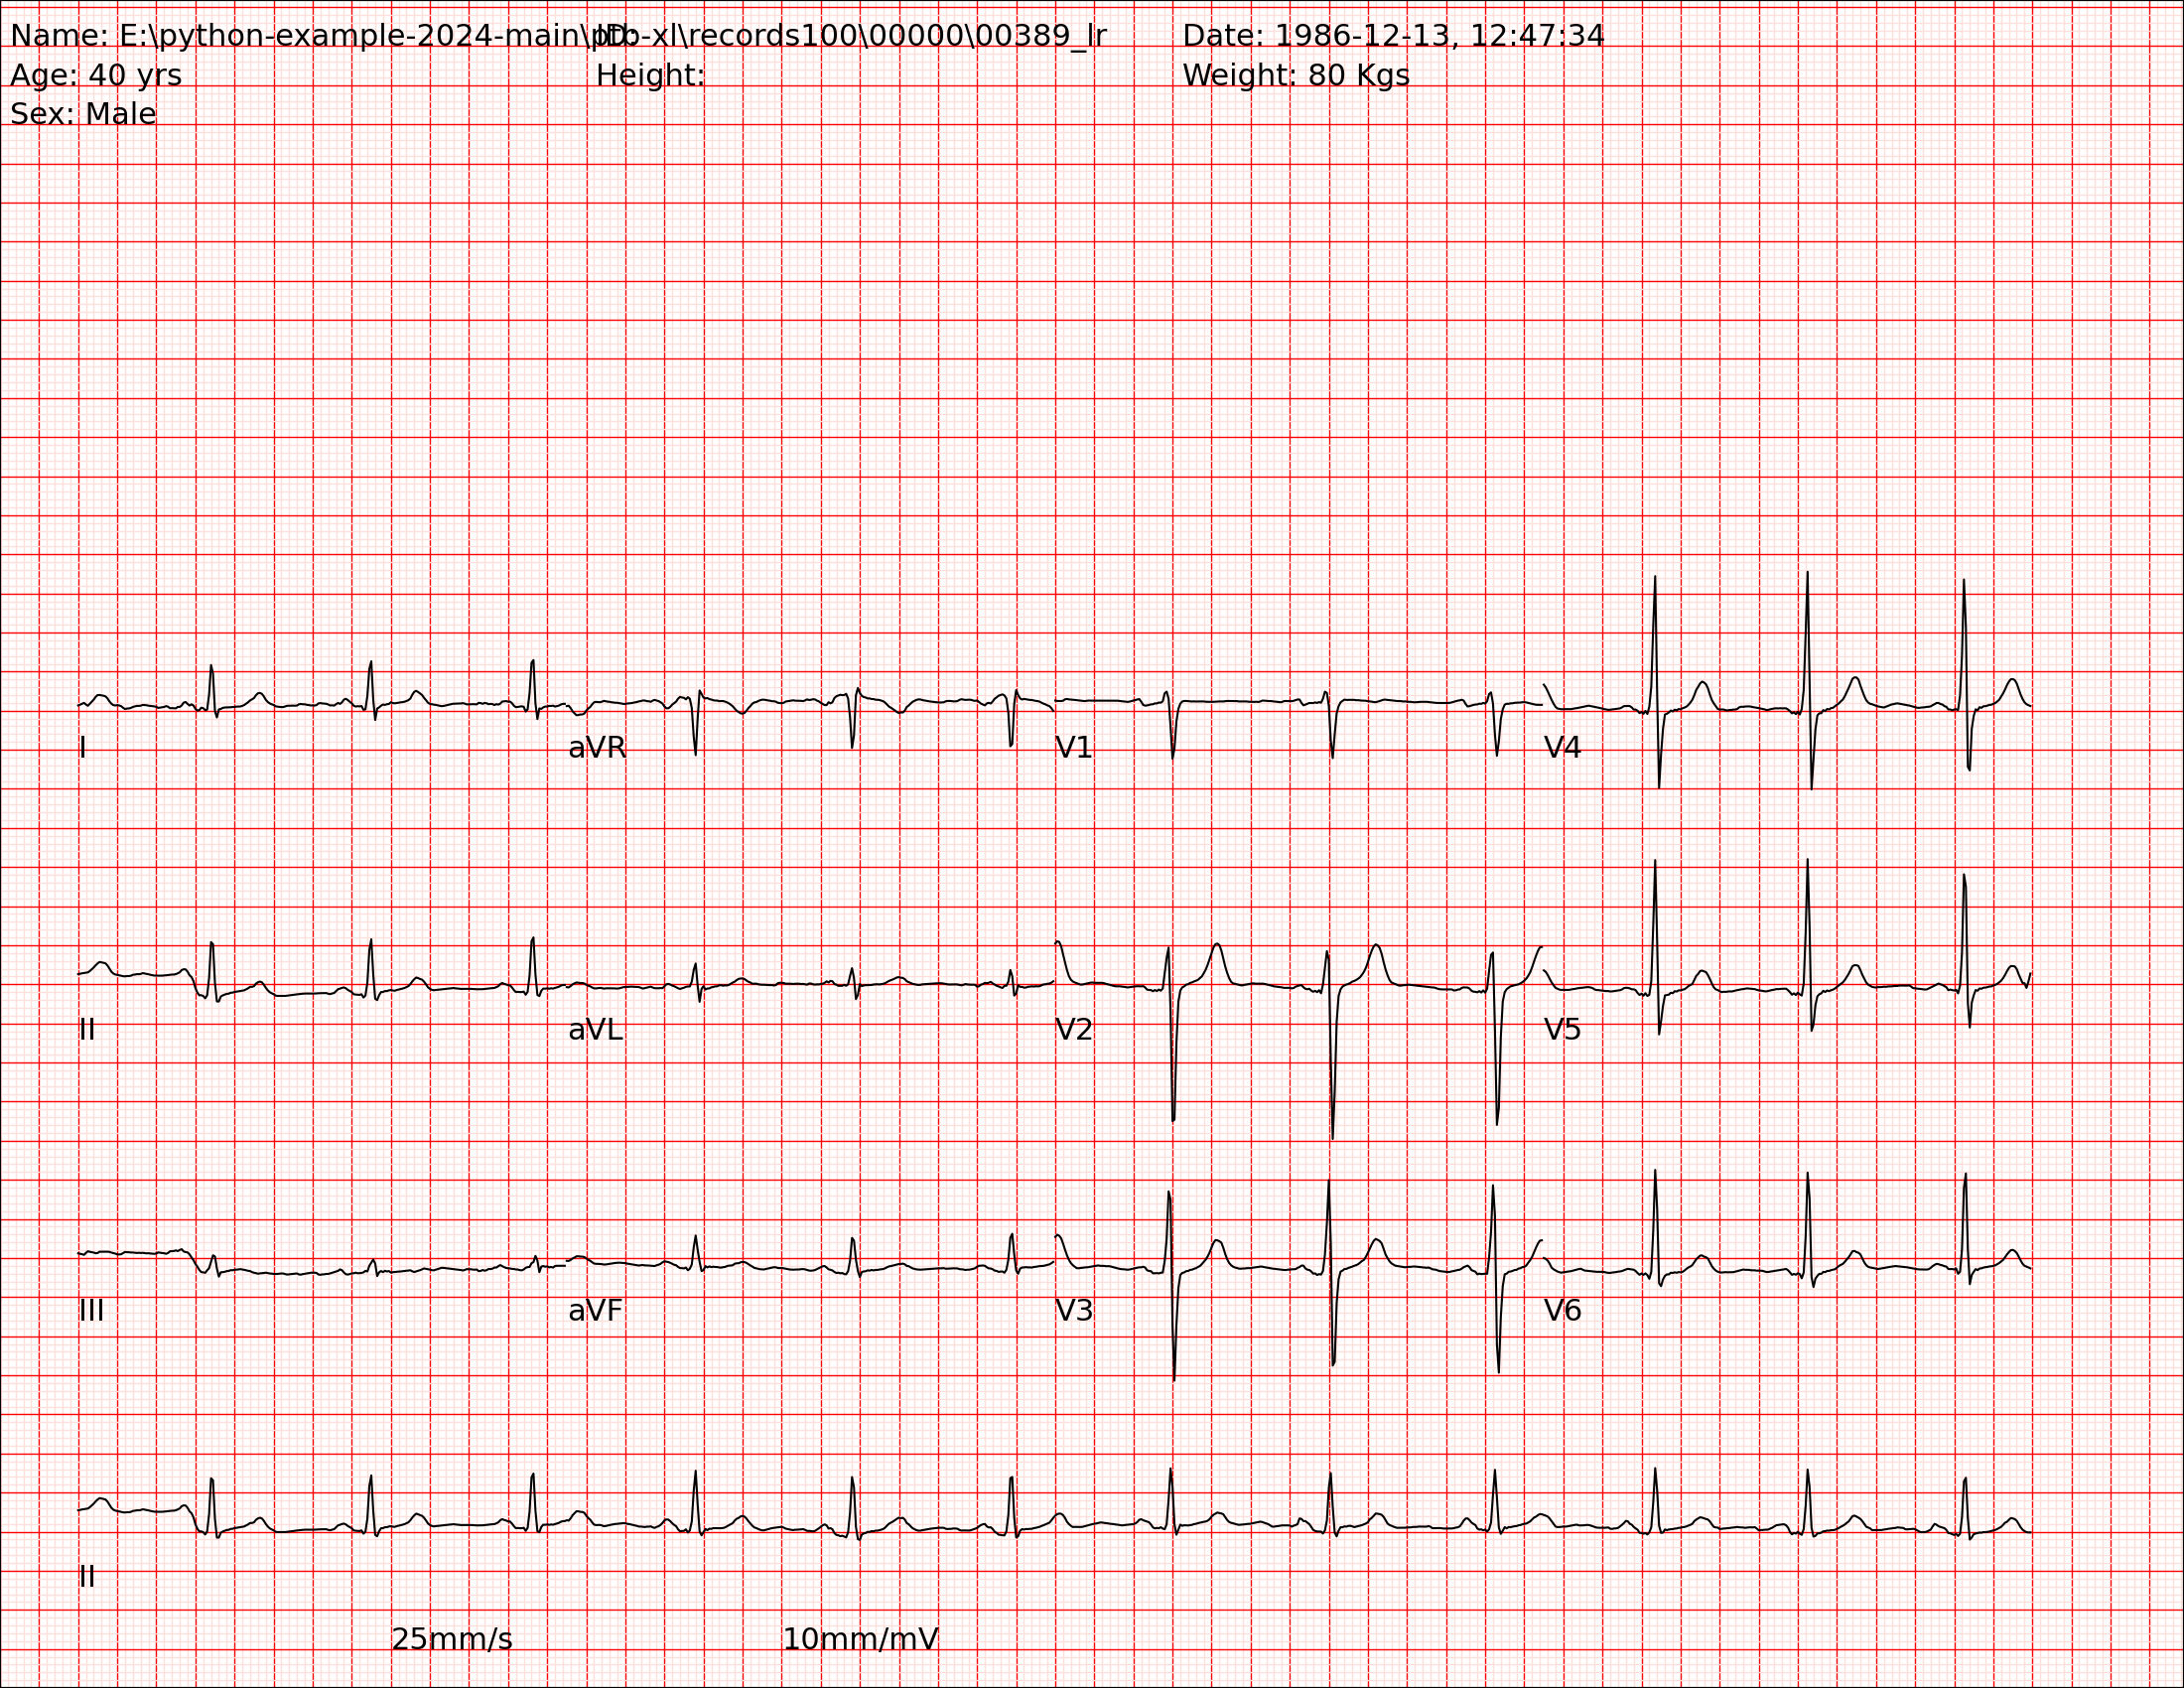 Name: E:\python-example-2024-main\ptb-xl\records100\00000\00389_lr ID: Date: 1986-12-13, 12:47:34
Age: 40 yrs Height: Weight: 80 Kgs
Sex: Male
I aVR V1 V4
II aVL V2 V5
III aVF V3 V6
II
25mm/s 10mm/mV